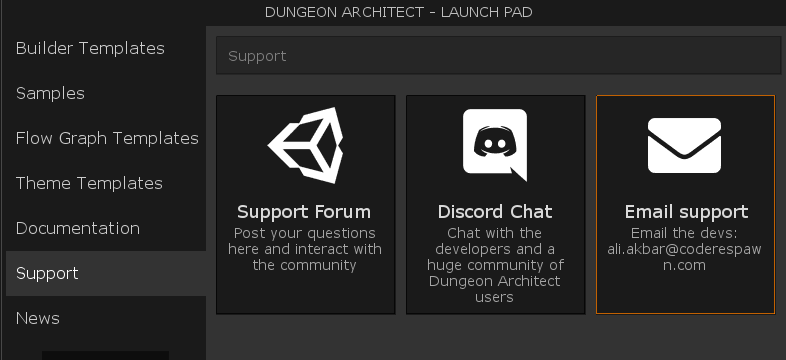 DUNGEON ARCHITECT - LAUNCH PAD
Builder Templates
Samples
Flow Graph Templates
Theme Templates
Documentation
Support
News
Support
Support Forum
Post your questions
here and interact with
the community
Discord Chat
Chat with the
developers and a
huge community of
Dungeon Architect
users
Email support
Email the devs:
ali.akbar@coderespaw
n.com